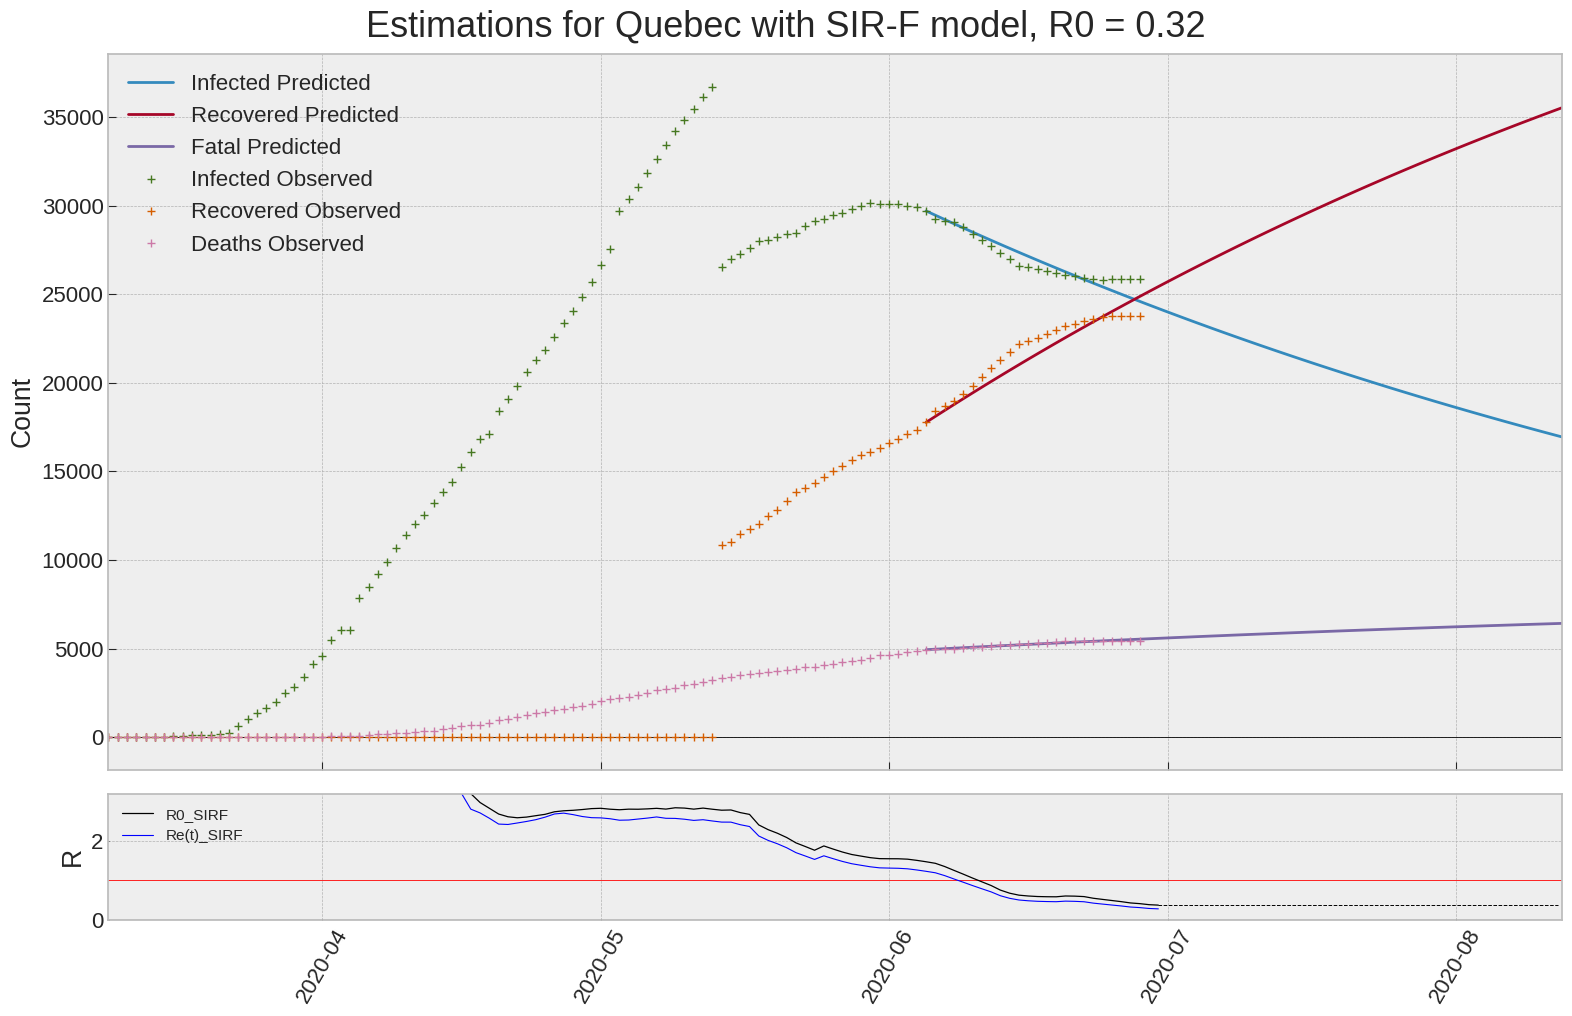 Estimations for Quebec with SIR-F model, R0 = 0.32
Infected Predicted
Recovered Predicted
Fatal Predicted
Infected Observed
Recovered Observed
Deaths Observed
Count
35000
30000
25000
20000
15000
10000
5000
0
R0_SIRF
Re(t)_SIRF
R
2
0
2020-04
2020-05
2020-06
2020-07
2020-08